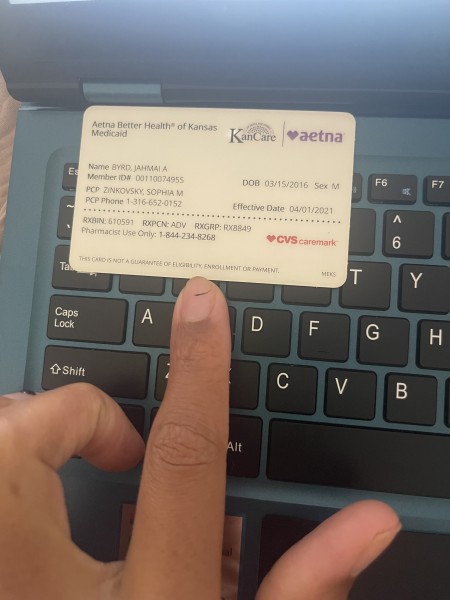 Aetna Better Health® of Kansas
Medicaid
KanCare
aetna
Name BYRD, JAHMAI A
Member ID# 00110074955
DOB 03/15/2016 Sex M
PCP ZINKOVSKY, SOPHIA M
PCP Phone 1-316-652-0152
Effective Date 04/01/2021
RXBIN: 610591 RXPCN: ADV RXGRP: RX8849
Pharmacist Use Only: 1-844-234-8268
CVS caremark
THIS CARD IS NOT A GUARANTEE OF ELIGIBILITY, ENROLLMENT OR PAYMENT.
MEKS
F6 F7
^
6
T Y
Caps
Lock
A D F G H
Shift
C V B
Alt